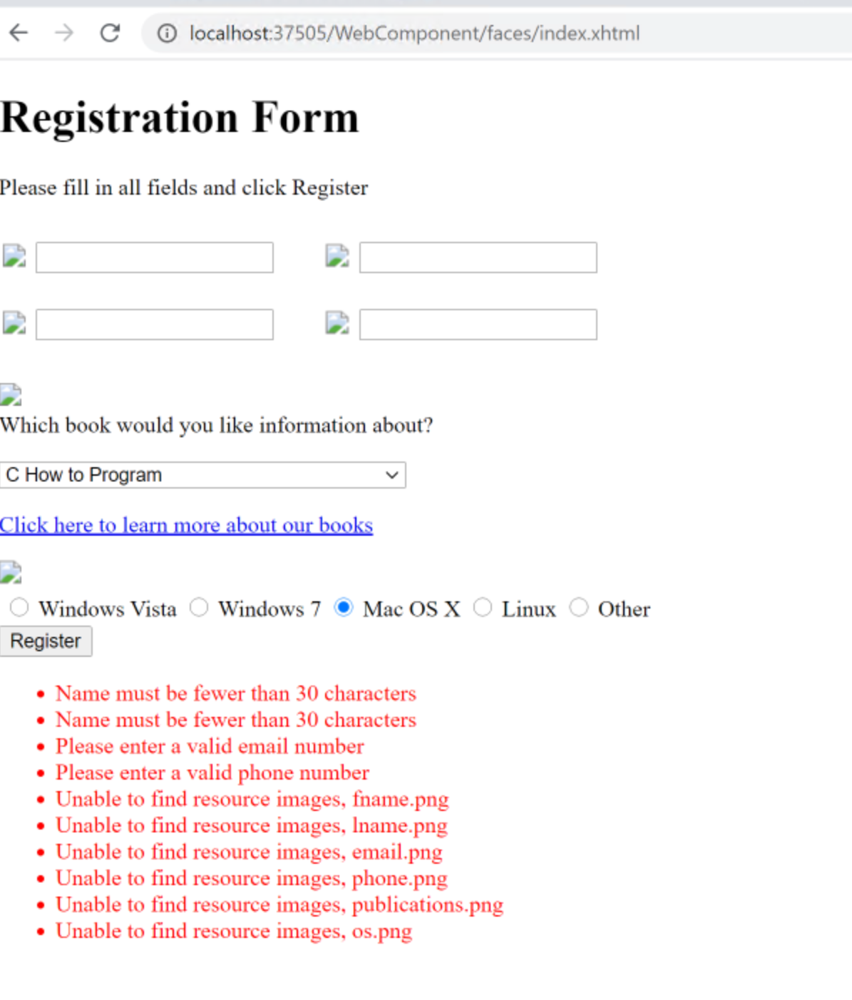 localhost:37505/WebComponent/faces/index.xhtml
Registration Form
Please fill in all fields and click Register
Which book would you like information about?
C How to Program
Click here to learn more about our books
Windows Vista Windows 7 Mac OS X Linux Other
Register
Name must be fewer than 30 characters
Name must be fewer than 30 characters
Please enter a valid email number
Please enter a valid phone number
Unable to find resource images, fname.png
Unable to find resource images, lname.png
Unable to find resource images, email.png
Unable to find resource images, phone.png
Unable to find resource images, publications.png
Unable to find resource images, os.png